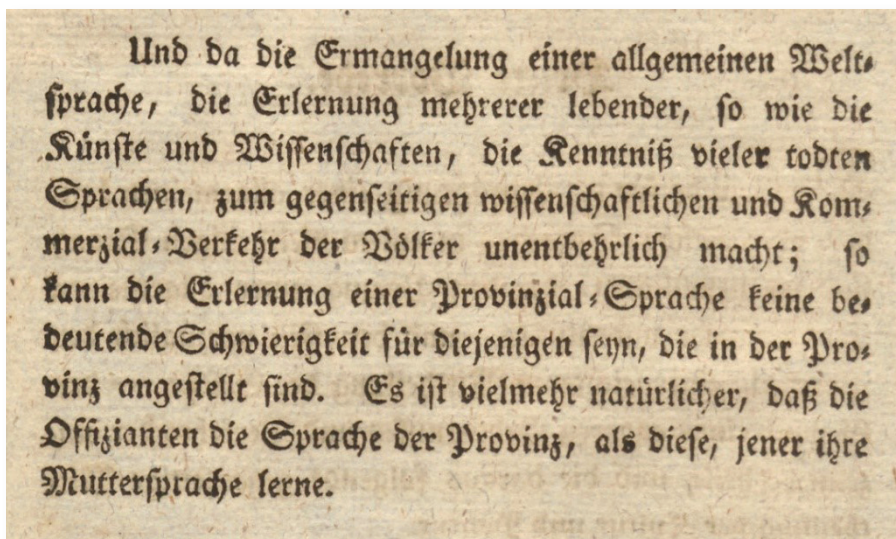 Und da die Ermangelung einer allgemeinen Welt⸗
ſprache, die Erlernung mehrerer lebender, ſo wie die
Künſte und Wiſſenſchaften, die Kenntniß vieler todten
Sprachen, zum gegenſeitigen wiſſenſchaftlichen und Kom⸗
merzial⸗Verkehr der Völker unentbehrlich macht; ſo
kann die Erlernung einer Provinzial⸗Sprache keine be⸗
deutende Schwierigkeit für diejenigen ſeyn, die in der Pro⸗
vinz angeſtellt ſind. Es iſt vielmehr natürlicher, daß die
Offizianten die Sprache der Provinz, als dieſe, jener ihre
Mutterſprache lerne.